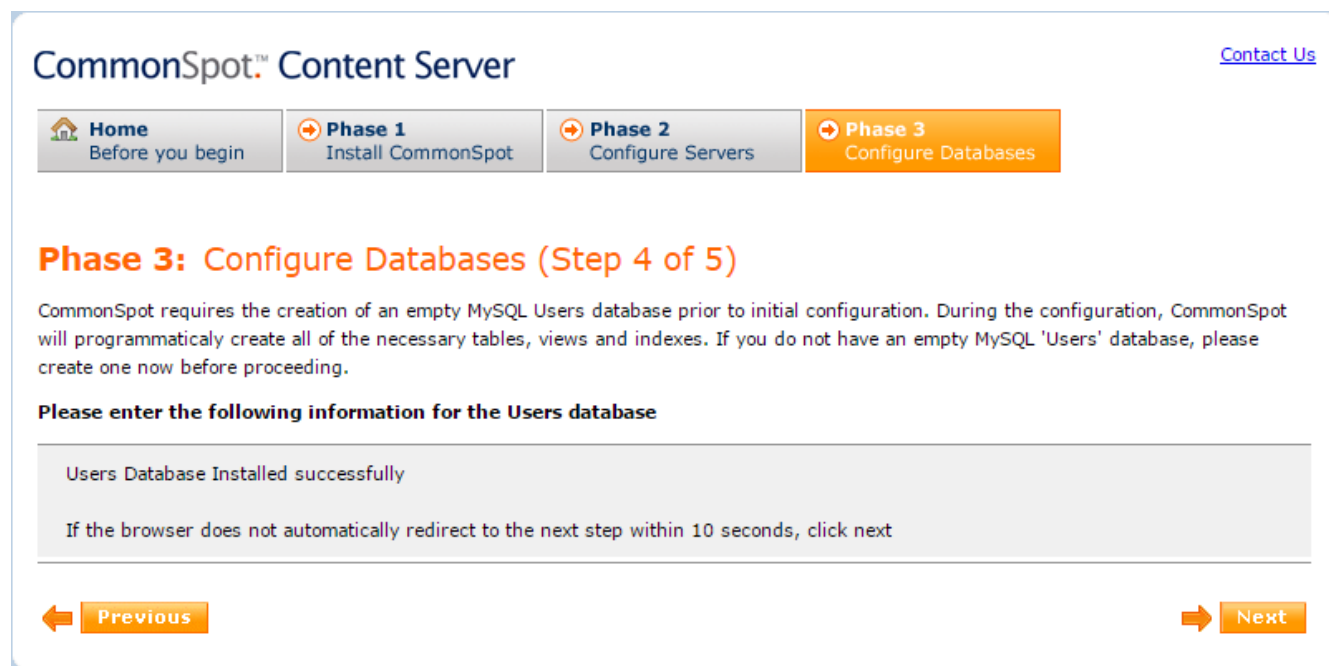 CommonSpot.™ Content Server
Contact Us
Home
Before you begin
Phase 1
Install CommonSpot
Phase 2
Configure Servers
Phase 3
Configure Databases
Phase 3: Configure Databases (Step 4 of 5)
CommonSpot requires the creation of an empty MySQL Users database prior to initial configuration. During the configuration, CommonSpot
will programmaticaly create all of the necessary tables, views and indexes. If you do not have an empty MySQL 'Users' database, please
create one now before proceeding.
Please enter the following information for the Users database
Users Database Installed successfully
If the browser does not automatically redirect to the next step within 10 seconds, click next
Previous
Next